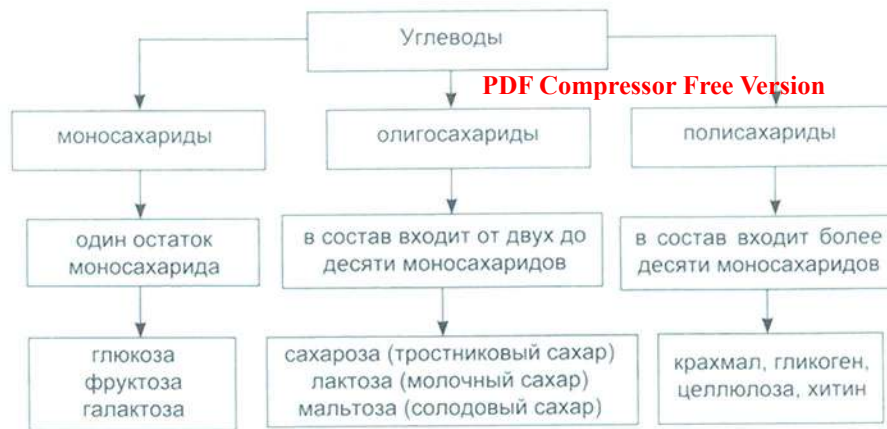 Углеводы
PDF Compressor Free Version
моносахариды
олигосахариды
полисахариды
один остаток
моносахарида
в состав входит от двух до
десяти моносахаридов
в состав входит более
десяти моносахаридов
глюкоза
фруктоза
галактоза
сахароза (тростниковый сахар)
лактоза (молочный сахар)
мальтоза (солодовый сахар)
крахмал, гликоген,
целлюлоза, хитин